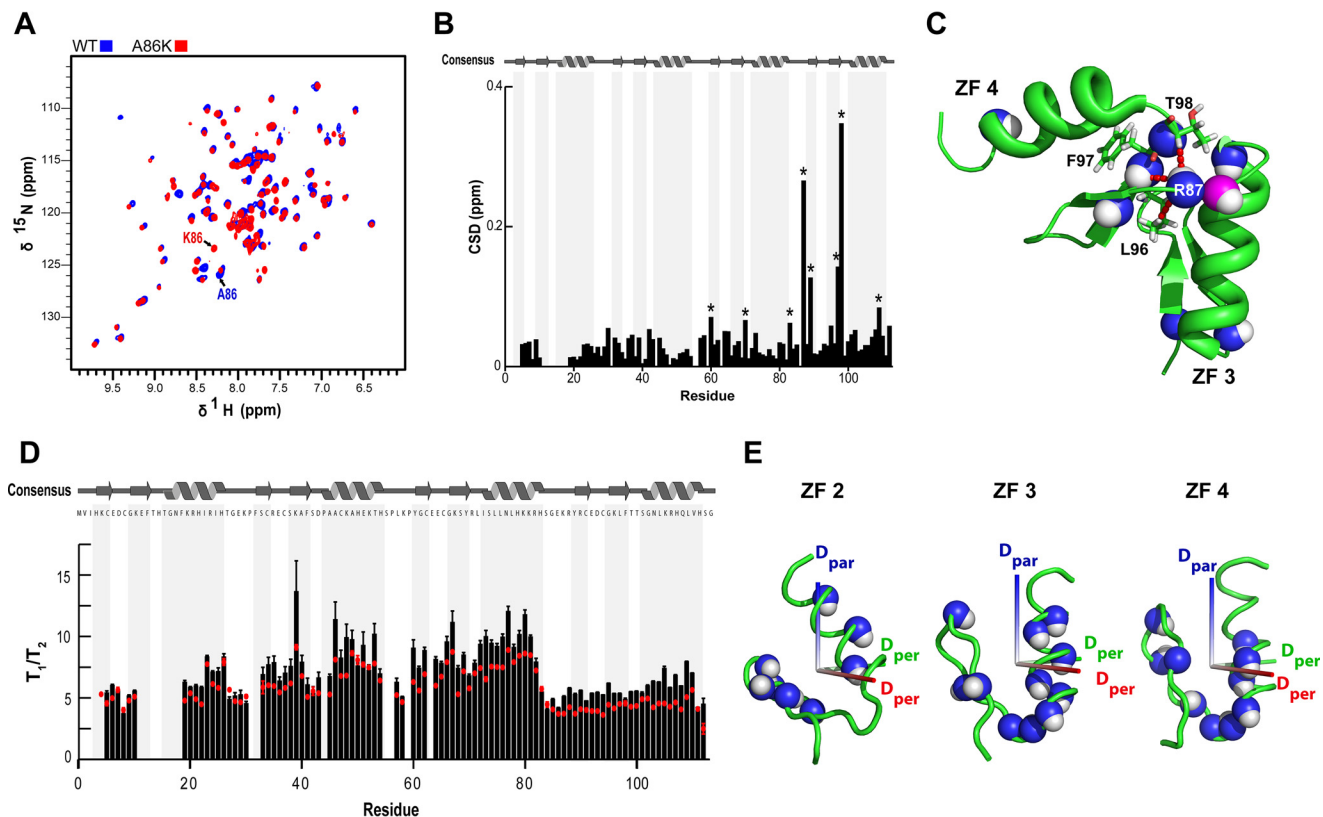 A
WT A86K
110
115
120
125
130
δ 15 N (ppm)
K86
A86
9.5 9.0 8.5 8.0 7.5 7.0 6.5
δ 1 H (ppm)
B
Consensus
0.4
0.2
0
CSD (ppm)
* * * * * * * * *
0 20 40 60 80 100
Residue
C
ZF 4
T98
F97
R87
L96
ZF 3
D
Consensus
15
10
5
0
T1/T2
0 20 40 60 80 100
Residue
E
ZF 2 ZF 3 ZF 4
Dpar Dpar Dpar
Dper Dper Dper
Dper Dper Dper